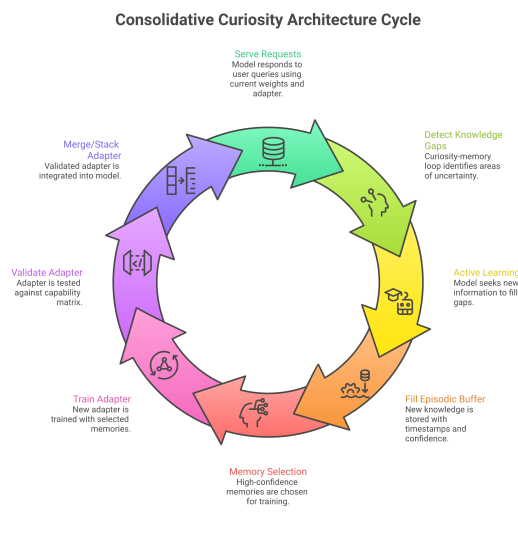 Consolidative Curiosity Architecture Cycle
Serve Requests
Model responds to
user queries using
current weights and
adapter.
Detect Knowledge
Gaps
Curiosity-memory
loop identifies areas
of uncertainty.
Active Learning
Model seeks new
information to fill
gaps.
Fill Episodic Buffer
New knowledge is
stored with
timestamps and
confidence.
Memory Selection
High-confidence
memories are chosen
for training.
Train Adapter
New adapter is
trained with selected
memories.
Validate Adapter
Adapter is tested
against capability
matrix.
Merge/Stack
Adapter
Validated adapter is
integrated into model.